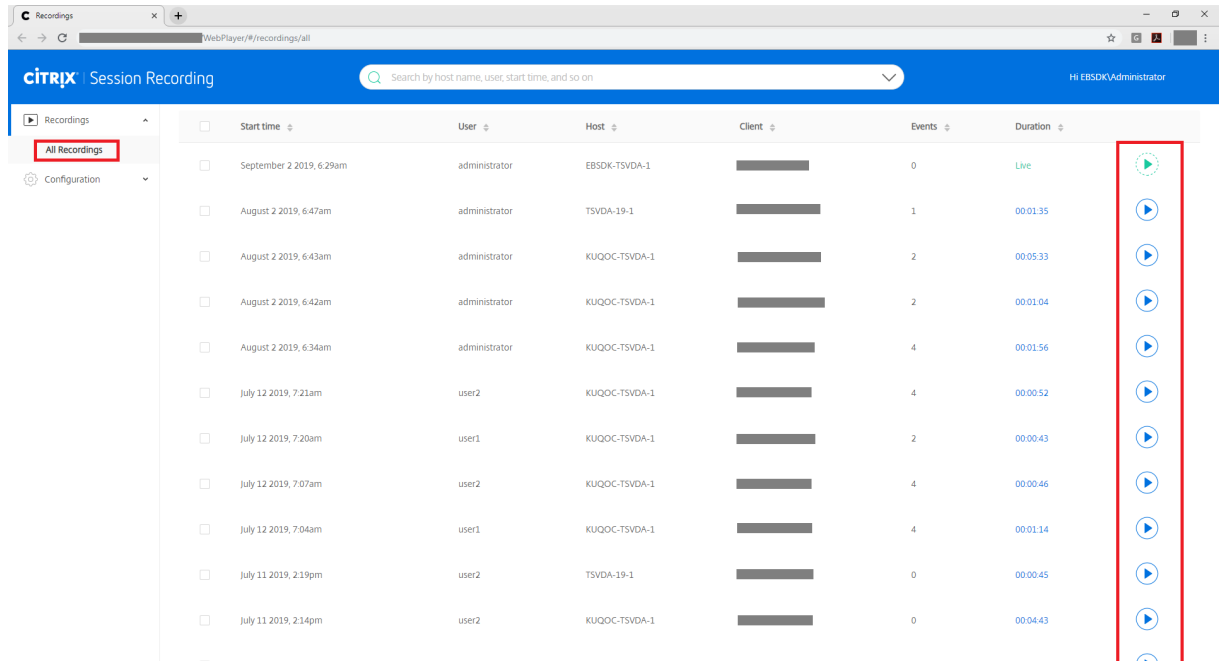 Recordings
/WebPlayer/#/recordings/all
CİTRIX | Session Recording
Search by host name, user, start time, and so on
Hi EBSDK\Administrator
Recordings
All Recordings
Configuration
Start time User Host Client Events Duration
September 2 2019, 6:29am administrator EBSDK-TSVDA-1 0 Live
August 2 2019, 6:47am administrator TSVDA-19-1 1 00:01:35
August 2 2019, 6:43am administrator KUQOC-TSVDA-1 2 00:05:33
August 2 2019, 6:42am administrator KUQOC-TSVDA-1 2 00:01:04
August 2 2019, 6:34am administrator KUQOC-TSVDA-1 4 00:01:56
July 12 2019, 7:21am user2 KUQOC-TSVDA-1 4 00:00:52
July 12 2019, 7:20am user1 KUQOC-TSVDA-1 2 00:00:43
July 12 2019, 7:07am user2 KUQOC-TSVDA-1 4 00:00:46
July 12 2019, 7:04am user1 KUQOC-TSVDA-1 4 00:01:14
July 11 2019, 2:19pm user2 TSVDA-19-1 0 00:00:45
July 11 2019, 2:14pm user2 KUQOC-TSVDA-1 0 00:04:43